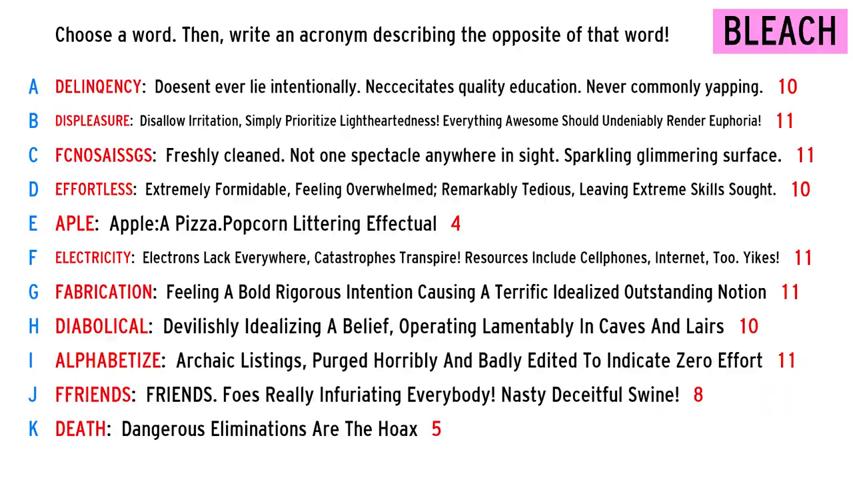 Choose a word. Then, write an acronym describing the opposite of that word!
BLEACH
A DELINQENCY: Doesent ever lie intentionally. Neccecitates quality education. Never commonly yapping. 10
B DISPLEASURE: Disallow Irritation, Simply Prioritize Lightheartedness! Everything Awesome Should Undeniably Render Euphoria! 11
C FCNOSAISSGS: Freshly cleaned. Not one spectacle anywhere in sight. Sparkling glimmering surface. 11
D EFFORTLESS: Extremely Formidable, Feeling Overwhelmed; Remarkably Tedious, Leaving Extreme Skills Sought. 10
E APLE: Apple:A Pizza.Popcorn Littering Effectual 4
F ELECTRICITY: Electrons Lack Everywhere, Catastrophes Transpire! Resources Include Cellphones, Internet, Too. Yikes! 11
G FABRICATION: Feeling A Bold Rigorous Intention Causing A Terrific Idealized Outstanding Notion 11
H DIABOLICAL: Devilishly Idealizing A Belief, Operating Lamentably In Caves And Lairs 10
I ALPHABETIZE: Archaic Listings, Purged Horribly And Badly Edited To Indicate Zero Effort 11
J FFRIENDS: FRIENDS. Foes Really Infuriating Everybody! Nasty Deceitful Swine! 8
K DEATH: Dangerous Eliminations Are The Hoax 5